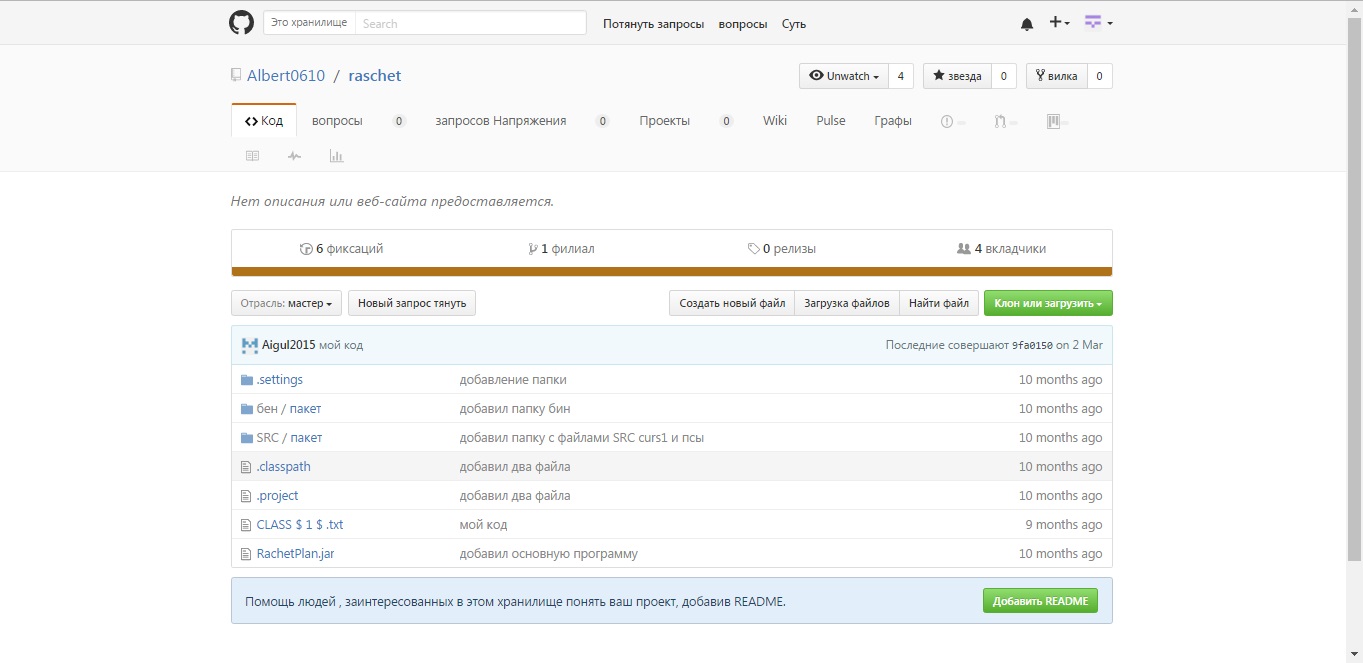 Это хранилище Search Потянуть запросы вопросы Суть
Albert0610 / raschet Unwatch 4 звезда 0 вилка 0
Код вопросы 0 запросов Напряжения 0 Проекты 0 Wiki Pulse Графы
Нет описания или веб-сайта предоставляется.
6 фиксаций 1 филиал 0 релизы 4 вкладчики
Отрасль: мастер Новый запрос тянуть Создать новый файл Загрузка файлов Найти файл Клон или загрузить
Aigul2015 мой код Последние совершают 9fa0150 on 2 Mar
.settings добавление папки 10 months ago
бен / пакет добавил папку бин 10 months ago
SRC / пакет добавил папку с файлами SRC curs1 и псы 10 months ago
.classpath добавил два файла 10 months ago
.project добавил два файла 10 months ago
CLASS $ 1 $ .txt мой код 9 months ago
RachetPlan.jar добавил основную программу 10 months ago
Помощь людей , заинтересованных в этом хранилище понять ваш проект, добавив README. Добавить README